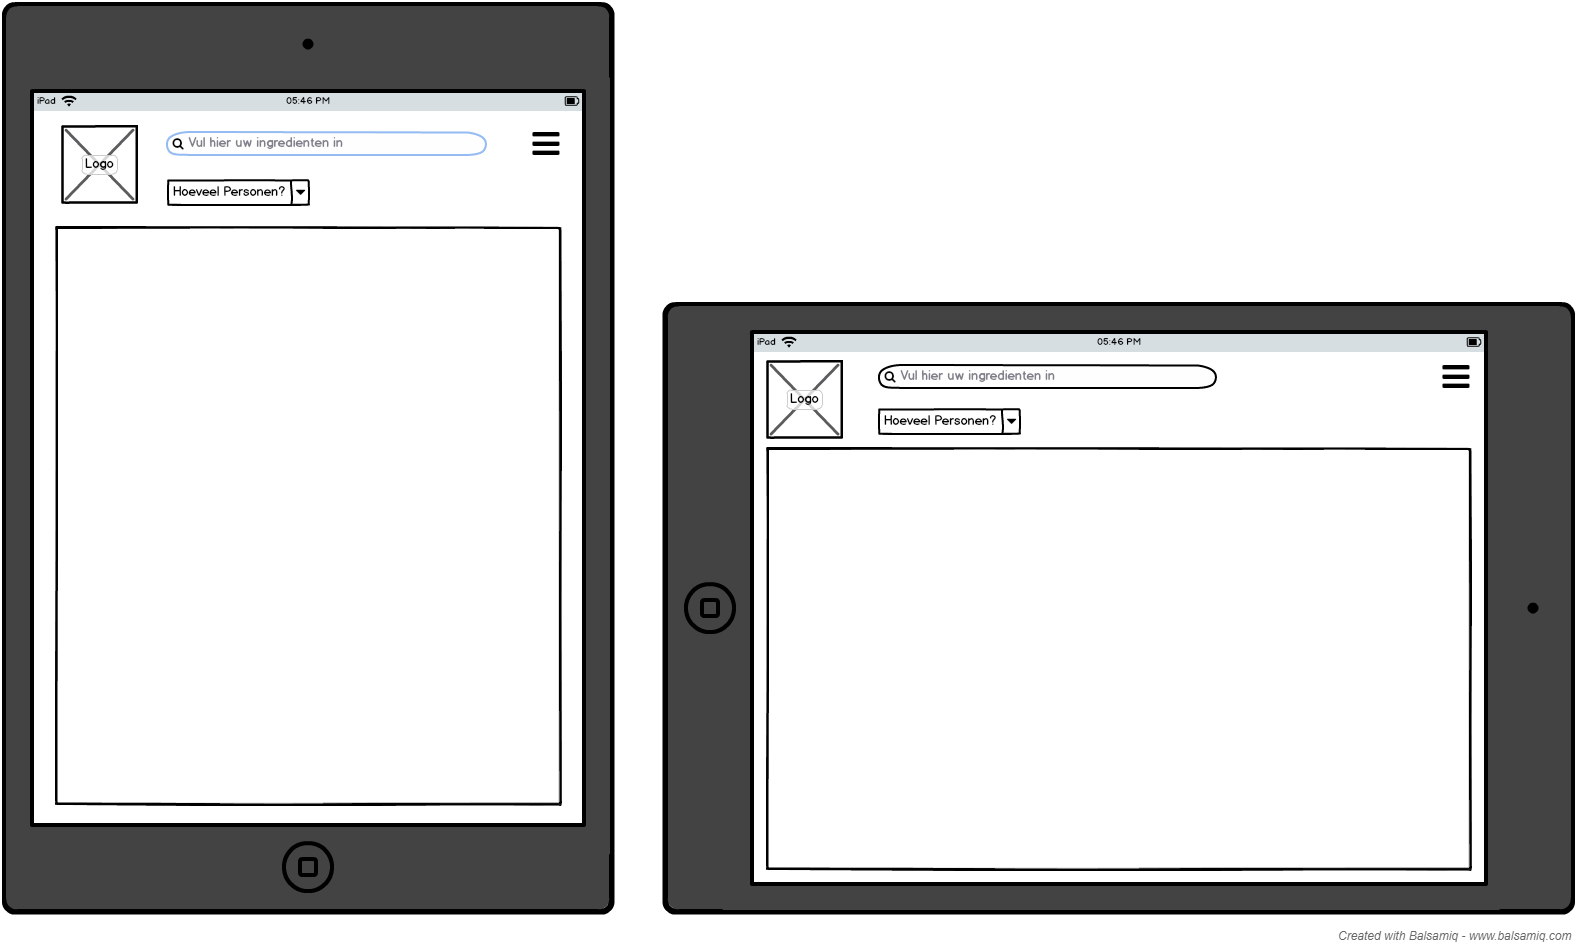 iPad 05:46 PM
Logo
Vul hier uw ingredienten in
Hoeveel Personen?
iPad 05:46 PM
Logo
Vul hier uw ingredienten in
Hoeveel Personen?
Created with Balsamiq - www.balsamiq.com